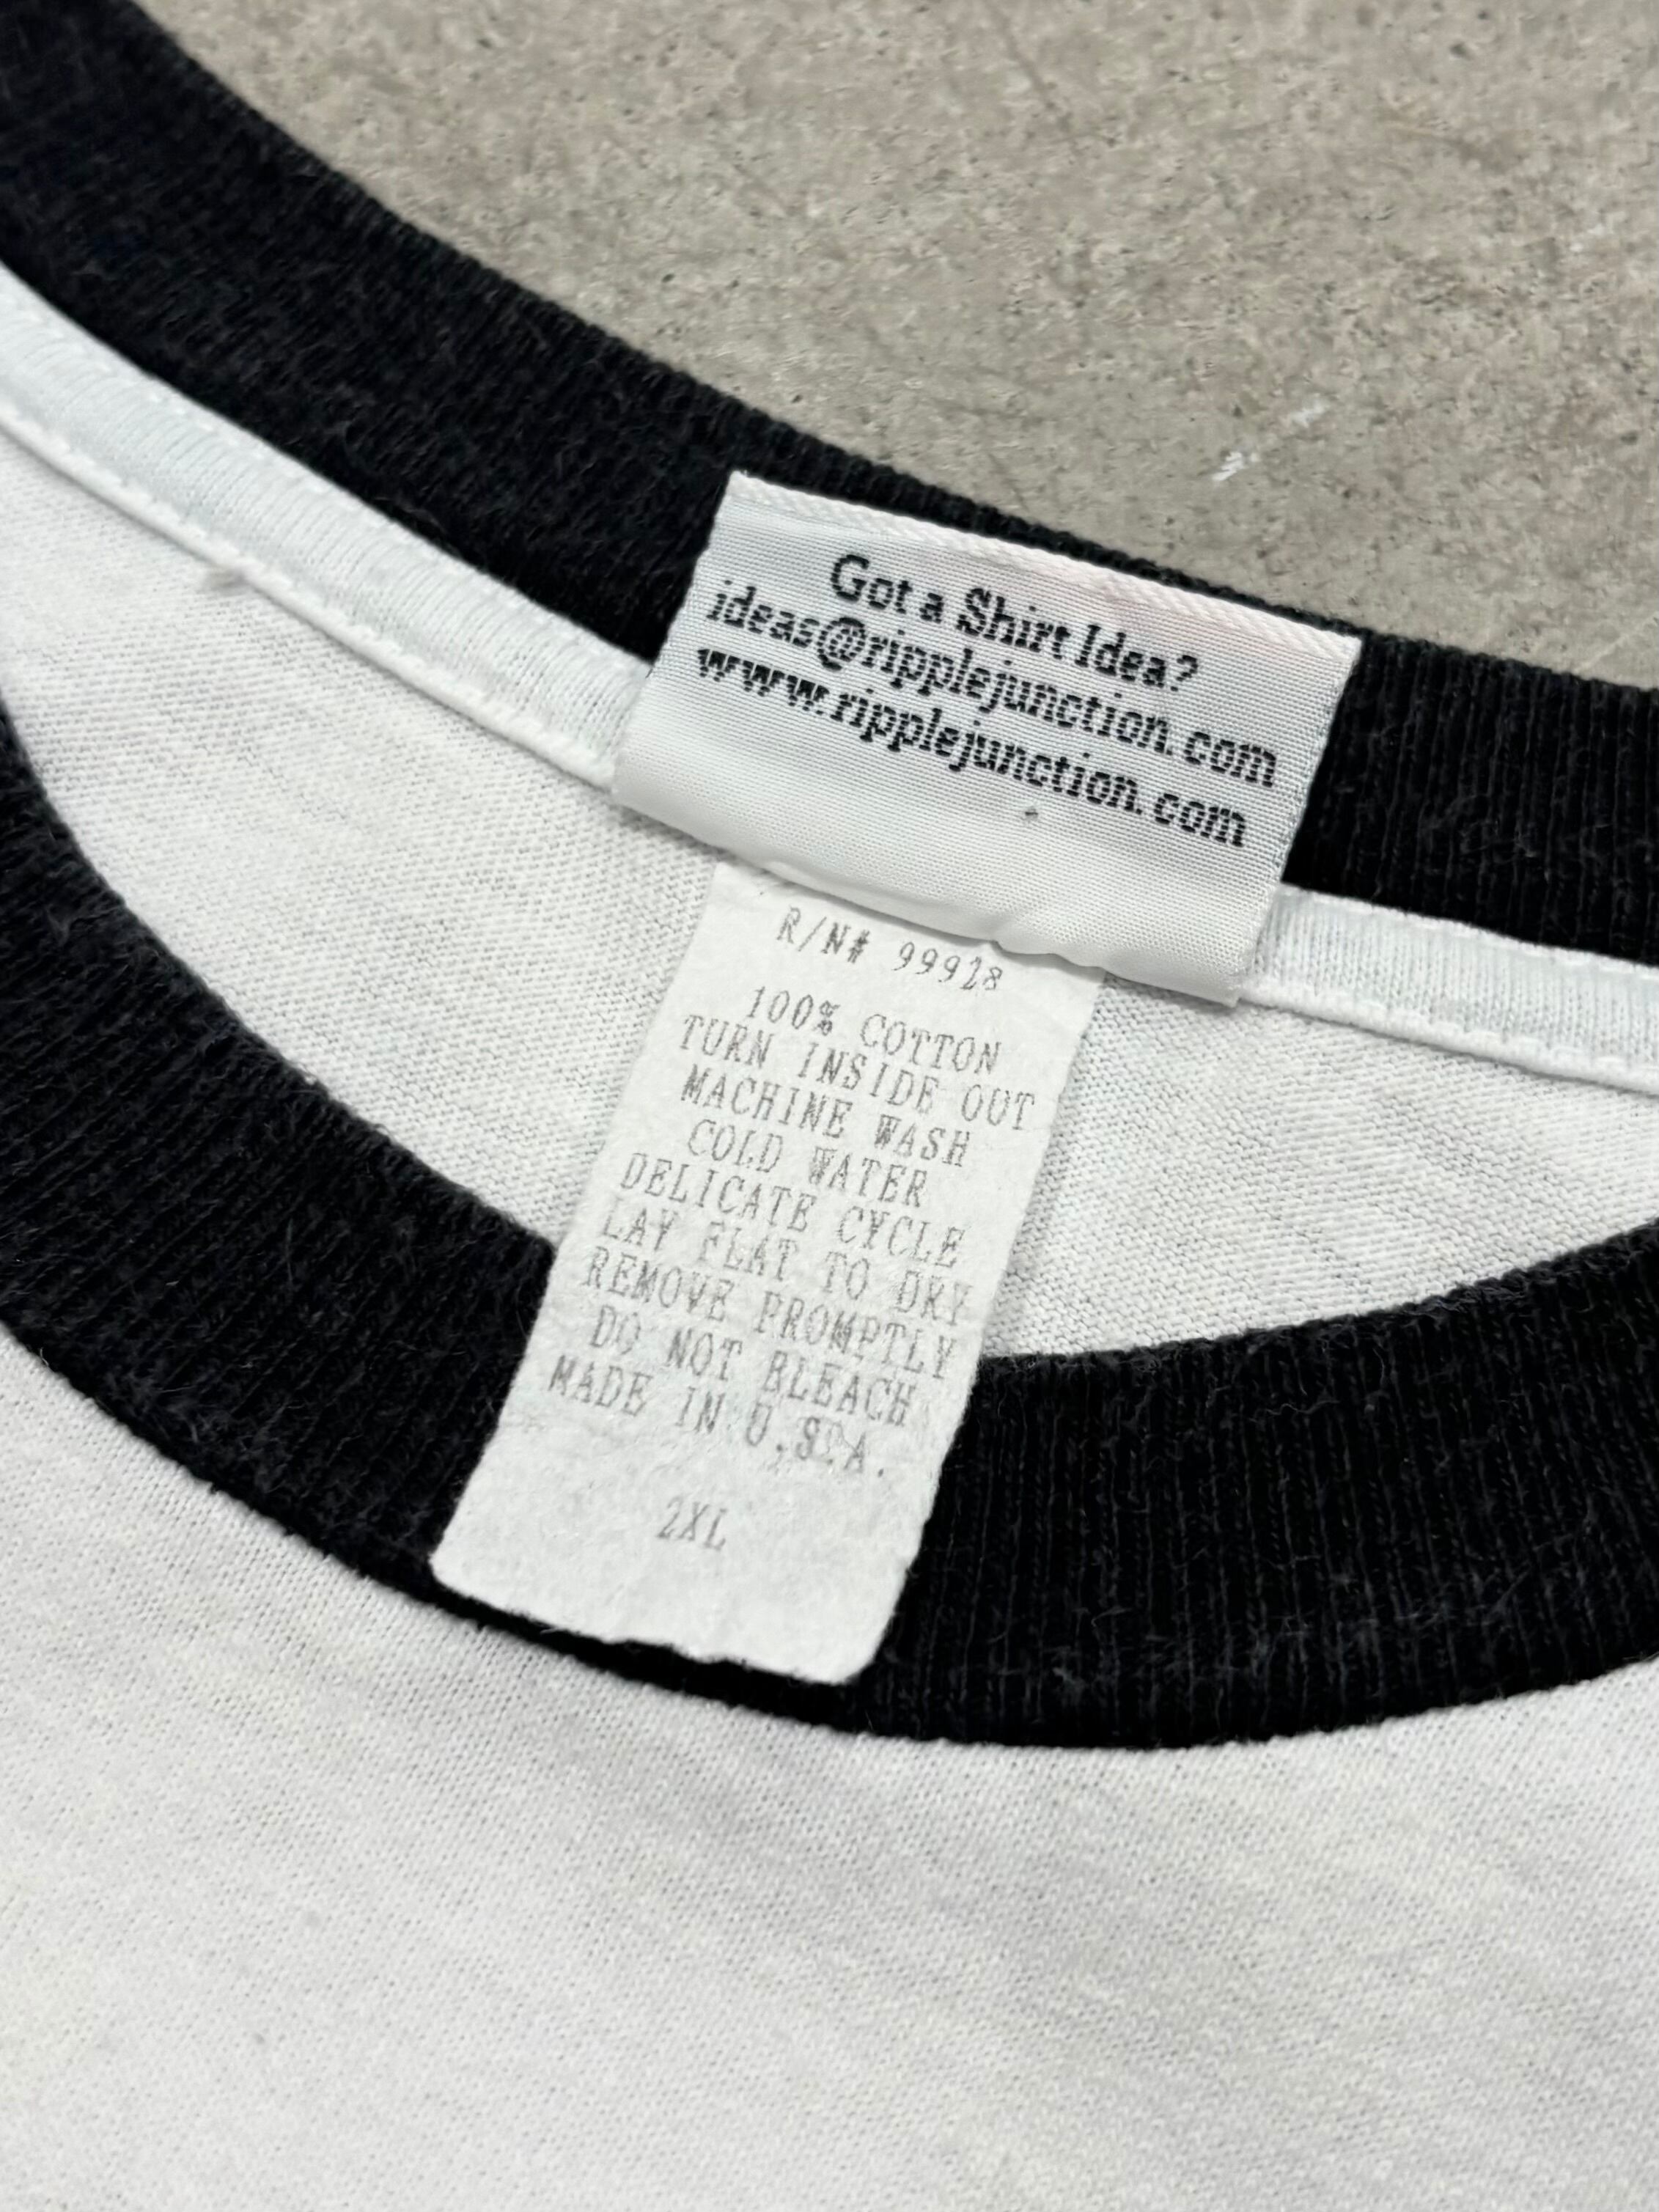 Got a Shirt Idea?
ideas@ripplejunction.com
www.ripplejunction.com
R/N# 99928
100% COTTON
TURN INSIDE OUT
MACHINE WASH
COLD WATER
DELICATE CYCLE
LAY FLAT TO DRY
REMOVE PROMPTLY
DO NOT BLEACH
MADE IN U.S.A.
2XL